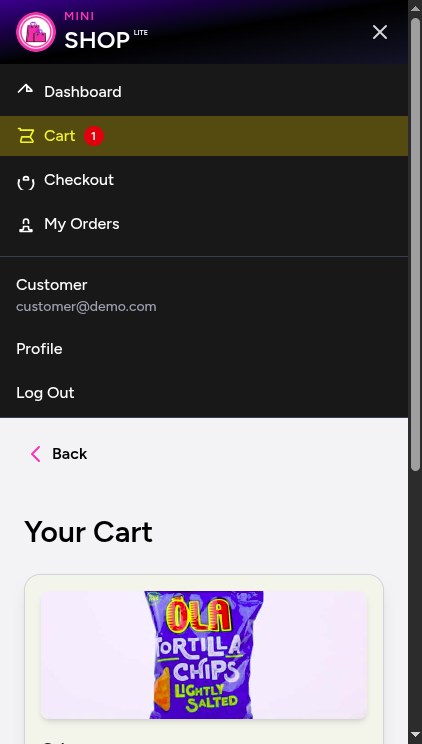 MINI
SHOP LITE
Dashboard
Cart 1
Checkout
My Orders
Customer
customer@demo.com
Profile
Log Out
Back
Your Cart
OLA
TORTILLA
CHIPS
LIGHTLY
SALTED